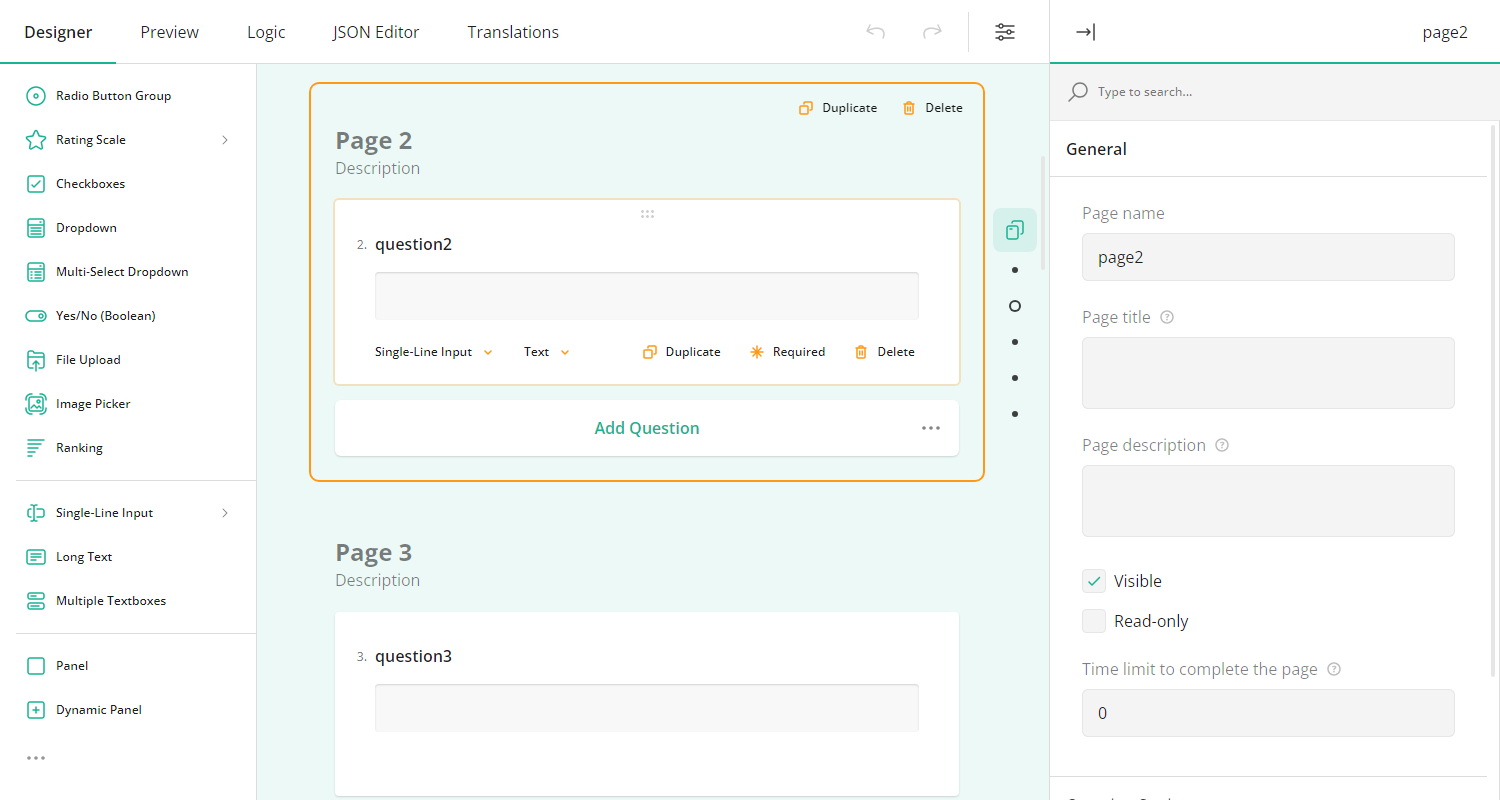 Designer
Preview
Logic
JSON Editor
Translations
page2
Radio Button Group
Rating Scale
Checkboxes
Dropdown
Multi-Select Dropdown
Yes/No (Boolean)
File Upload
Image Picker
Ranking
Single-Line Input
Long Text
Multiple Textboxes
Panel
Dynamic Panel
Duplicate
Delete
Page 2
Description
2. question2
Single-Line Input
Text
Duplicate
Required
Delete
Add Question
Page 3
Description
3. question3
Type to search...
General
Page name
page2
Page title
Page description
Visible
Read-only
Time limit to complete the page
0